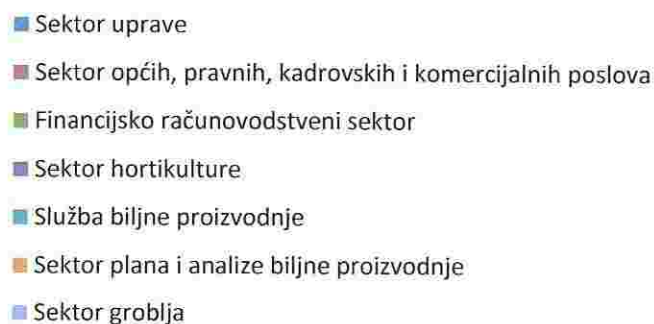 Sektor uprave
Sektor općih, pravnih, kadrovskih i komercijalnih poslova
Financijsko računovodstveni sektor
Sektor hortikulture
Služba biljne proizvodnje
Sektor plana i analize biljne proizvodnje
Sektor groblja